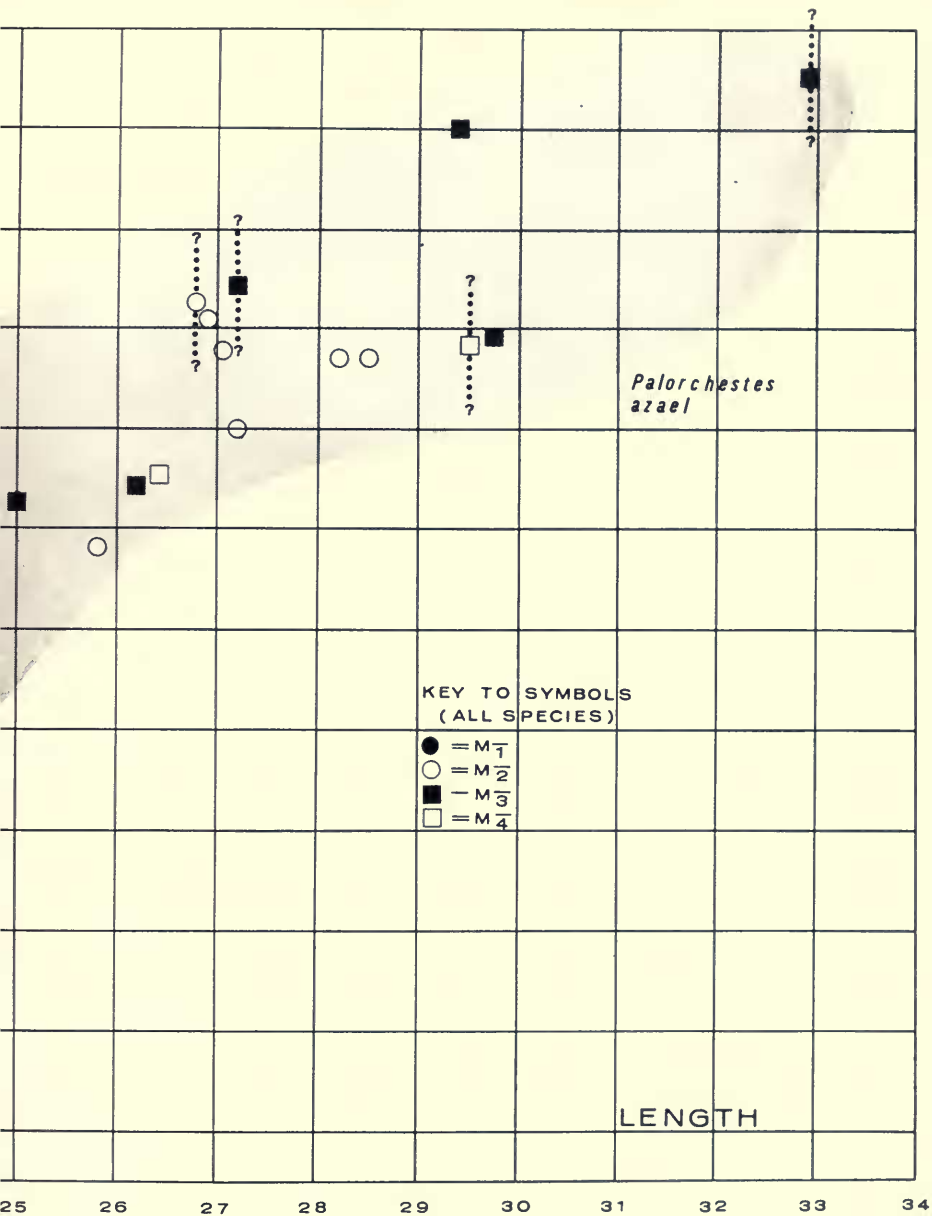 ?
?
?
?
?
?
?
?
Palorchestes
azael
KEY TO SYMBOLS
(ALL SPECIES)
● = M1̅
○ = M2̅
■ – M3̅
□ = M4̅
LENGTH
25 26 27 28 29 30 31 32 33 34